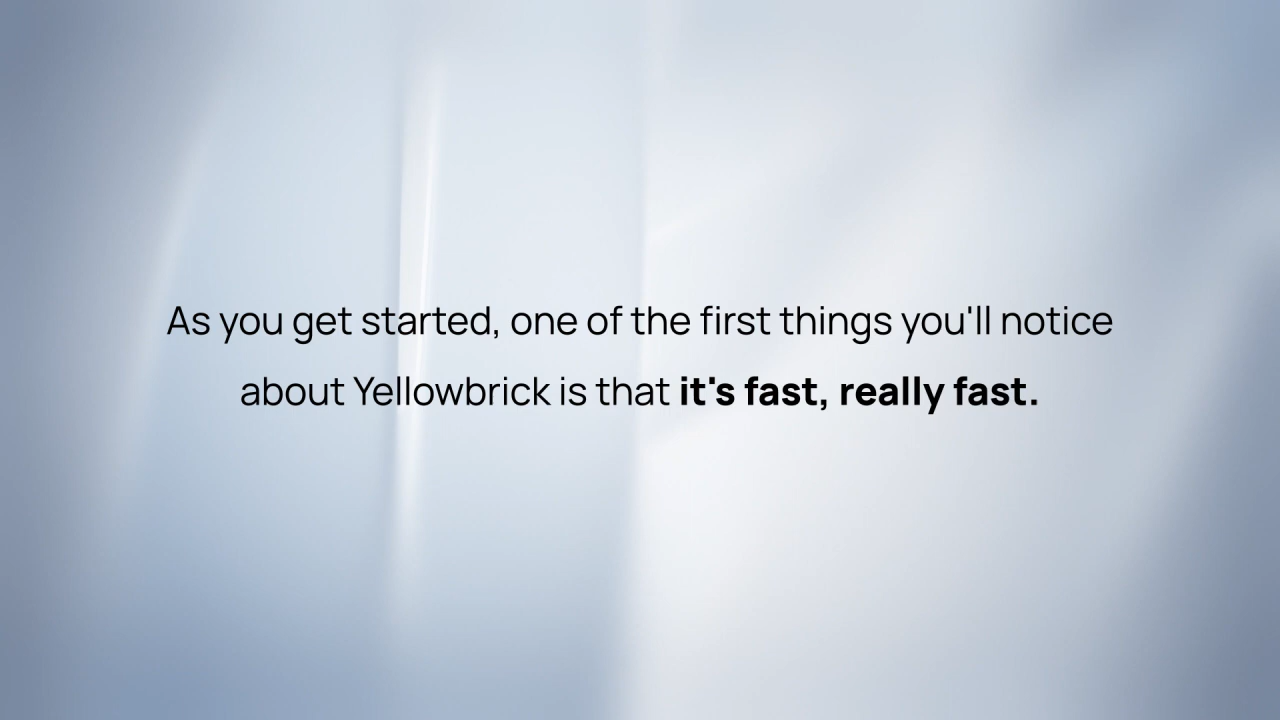 As you get started, one of the first things you'll notice
about Yellowbrick is that it's fast, really fast.